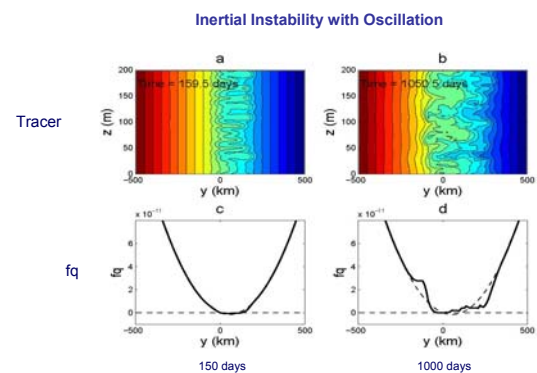 Inertial Instability with Oscillation
a
b
Tracer
z (m)
200
150
100
50
0
Time = 159.5 days
-500
0
500
y (km)
z (m)
200
150
100
50
0
Time = 1050.5 days
-500
0
500
y (km)
c
d
fq
x 10⁻¹¹
fq
6
4
2
0
-500
0
500
y (km)
x 10⁻¹¹
fq
6
4
2
0
-500
0
500
y (km)
150 days
1000 days